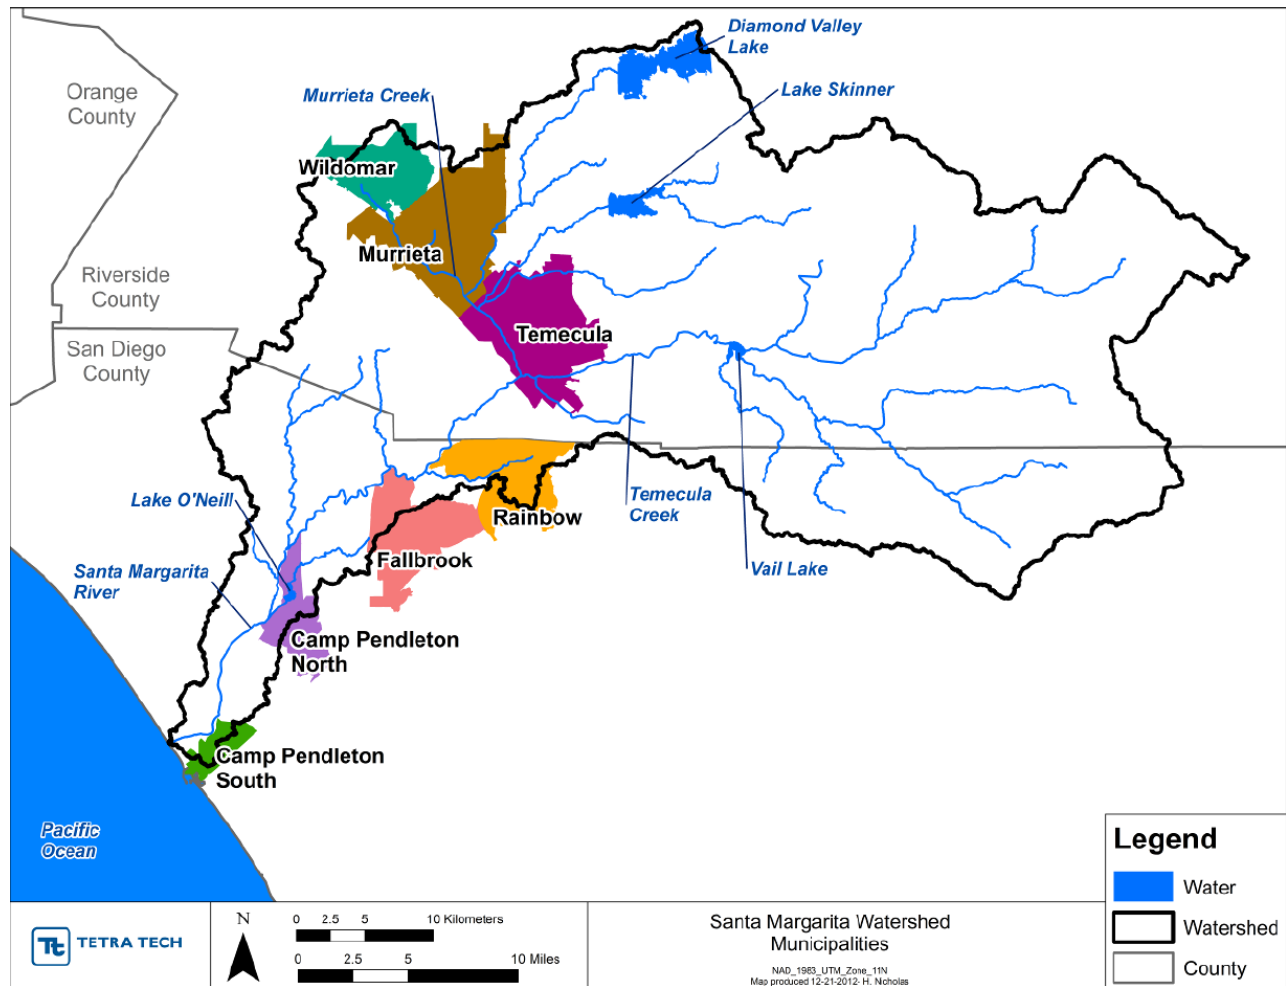 Diamond Valley
Lake
Orange
County
Murrieta Creek
Lake Skinner
Wildomar
Murrieta
Riverside
County
San Diego
County
Temecula
Lake O'Neill
Temecula
Creek
Rainbow
Fallbrook
Vail Lake
Santa Margarita
River
Camp Pendleton
North
Camp Pendleton
South
Pacific
Ocean
Legend
Water
Watershed
County
Tt TETRA TECH
N
0 2.5 5 10 Kilometers
0 2.5 5 10 Miles
Santa Margarita Watershed
Municipalities
NAD_1983_UTM_Zone_11N
Map produced 12-21-2012- H. Nicholas